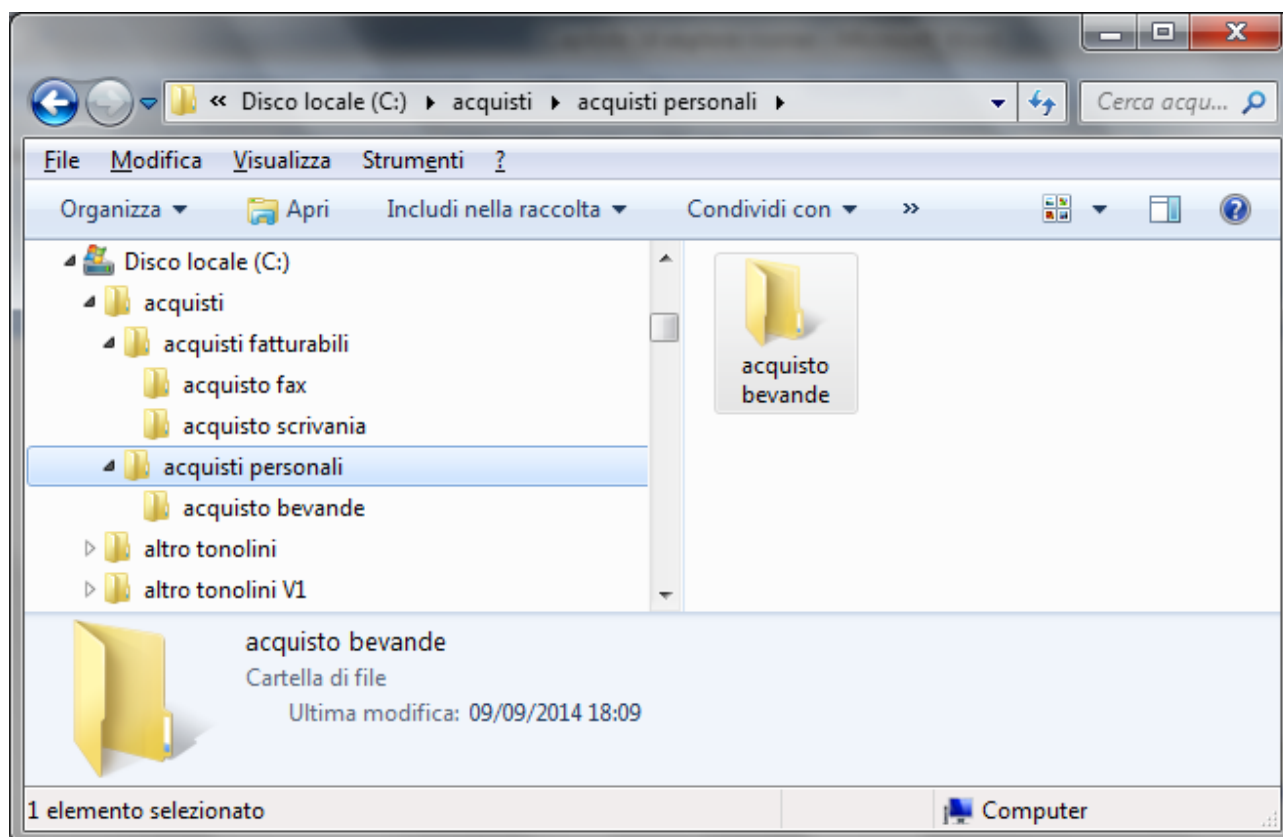 « Disco locale (C:) acquisti acquisti personali Cerca acqu...
File Modifica Visualizza Strumenti ?
Organizza Apri Includi nella raccolta Condividi con »
Disco locale (C:)
acquisti
acquisti fatturabili
acquisto fax
acquisto scrivania
acquisti personali
acquisto bevande
altro tonolini
altro tonolini V1
acquisto
bevande
acquisto bevande
Cartella di file
Ultima modifica: 09/09/2014 18:09
1 elemento selezionato Computer